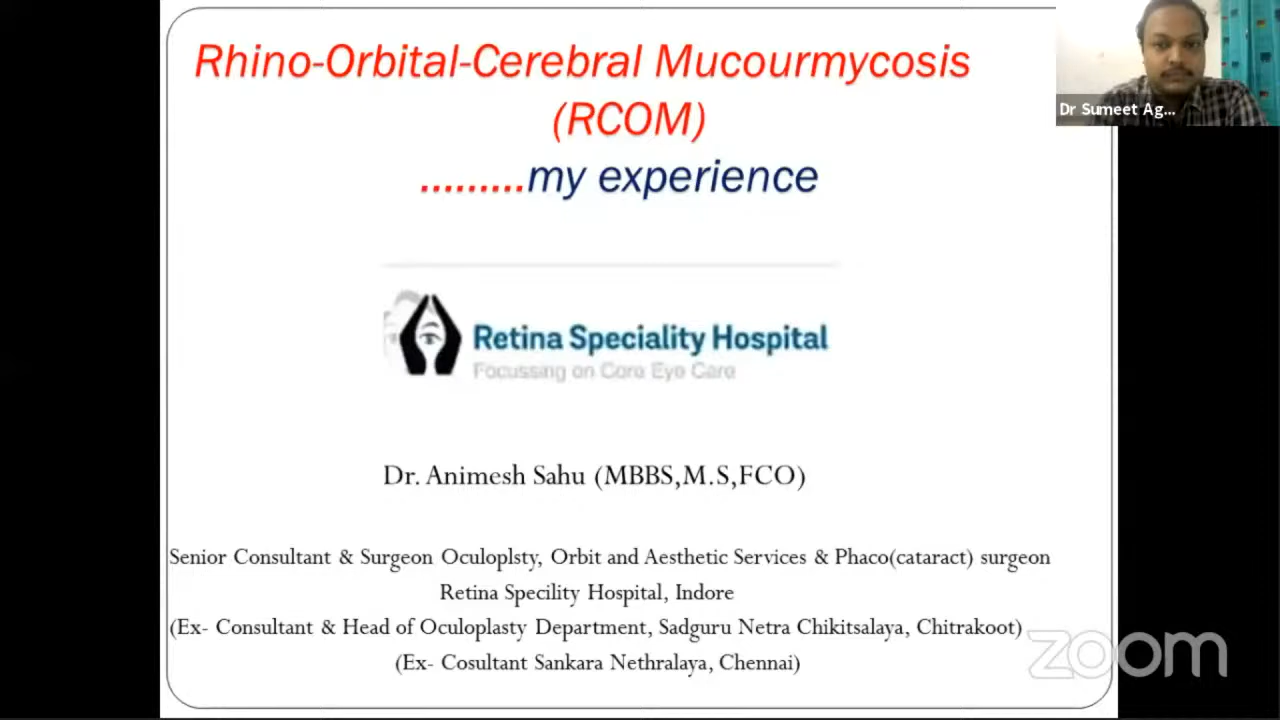 Rhino-Orbital-Cerebral Mucourmycosis
(RCOM)
.........my experience
Dr Sumeet Ag...
Retina Speciality Hospital
Focussing on Core Eye Care
Dr. Animesh Sahu (MBBS,M.S,FCO)
Senior Consultant & Surgeon Oculoplsty, Orbit and Aesthetic Services & Phaco(cataract) surgeon
Retina Specility Hospital, Indore
(Ex- Consultant & Head of Oculoplasty Department, Sadguru Netra Chikitsalaya, Chitrakoot)
(Ex- Cosultant Sankara Nethralaya, Chennai)
zoom